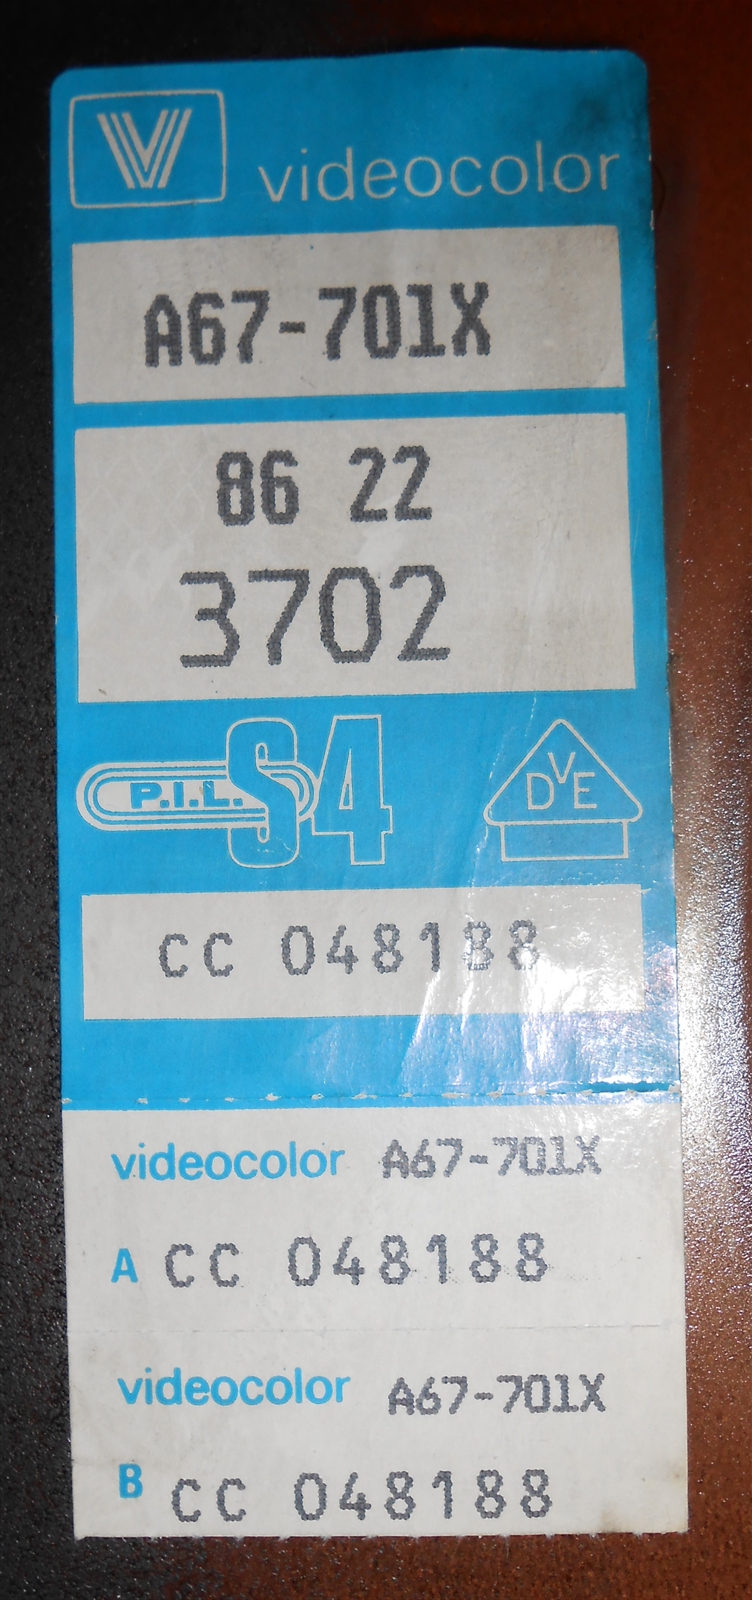 V videocolor
A67-701X
86 22
3702
P.I.L. S4
DVE
CC 048188
videocolor A67-701X
A CC 048188
videocolor A67-701X
B CC 048188